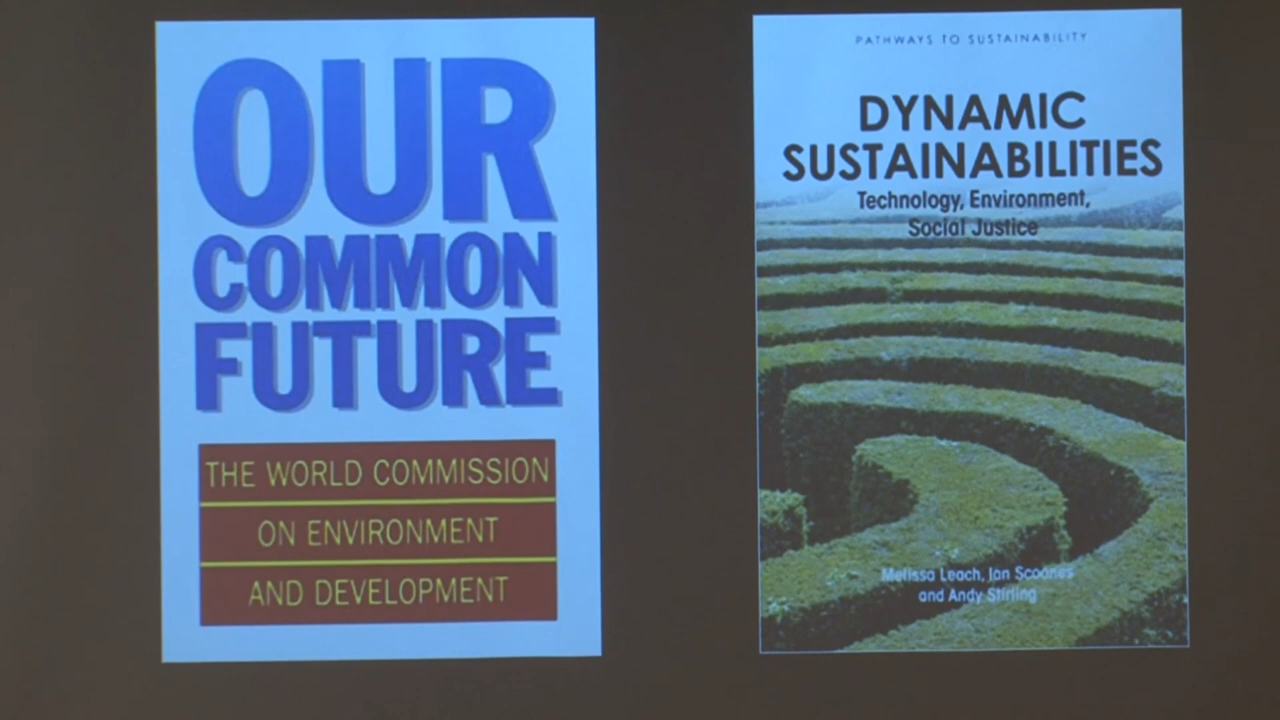 OUR
COMMON
FUTURE
THE WORLD COMMISSION
ON ENVIRONMENT
AND DEVELOPMENT
PATHWAYS TO SUSTAINABILITY
DYNAMIC
SUSTAINABILITIES
Technology, Environment,
Social Justice
Melissa Leach, Ian Scoones
and Andy Stirling